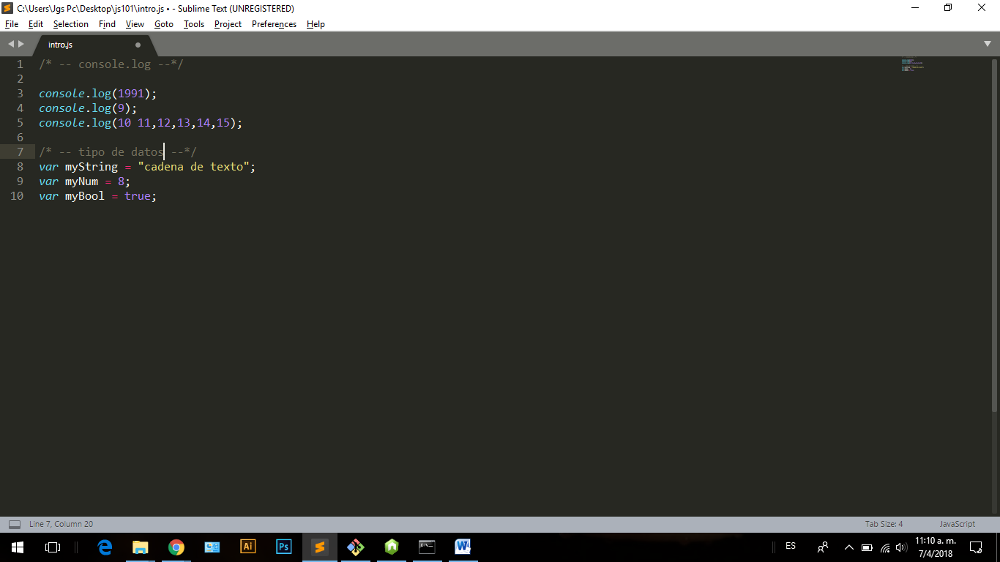 C:\Users\Jgs Pc\Desktop\js101\intro.js • - Sublime Text (UNREGISTERED)
File Edit Selection Find View Goto Tools Project Preferences Help
intro.js
1 /* -- console.log --*/
2
3 console.log(1991);
4 console.log(9);
5 console.log(10 11,12,13,14,15);
6
7 /* -- tipo de datos --*/
8 var myString = "cadena de texto";
9 var myNum = 8;
10 var myBool = true;
Line 7, Column 20 Tab Size: 4 JavaScript
Ai Ps ES 11:10 a. m.
7/4/2018